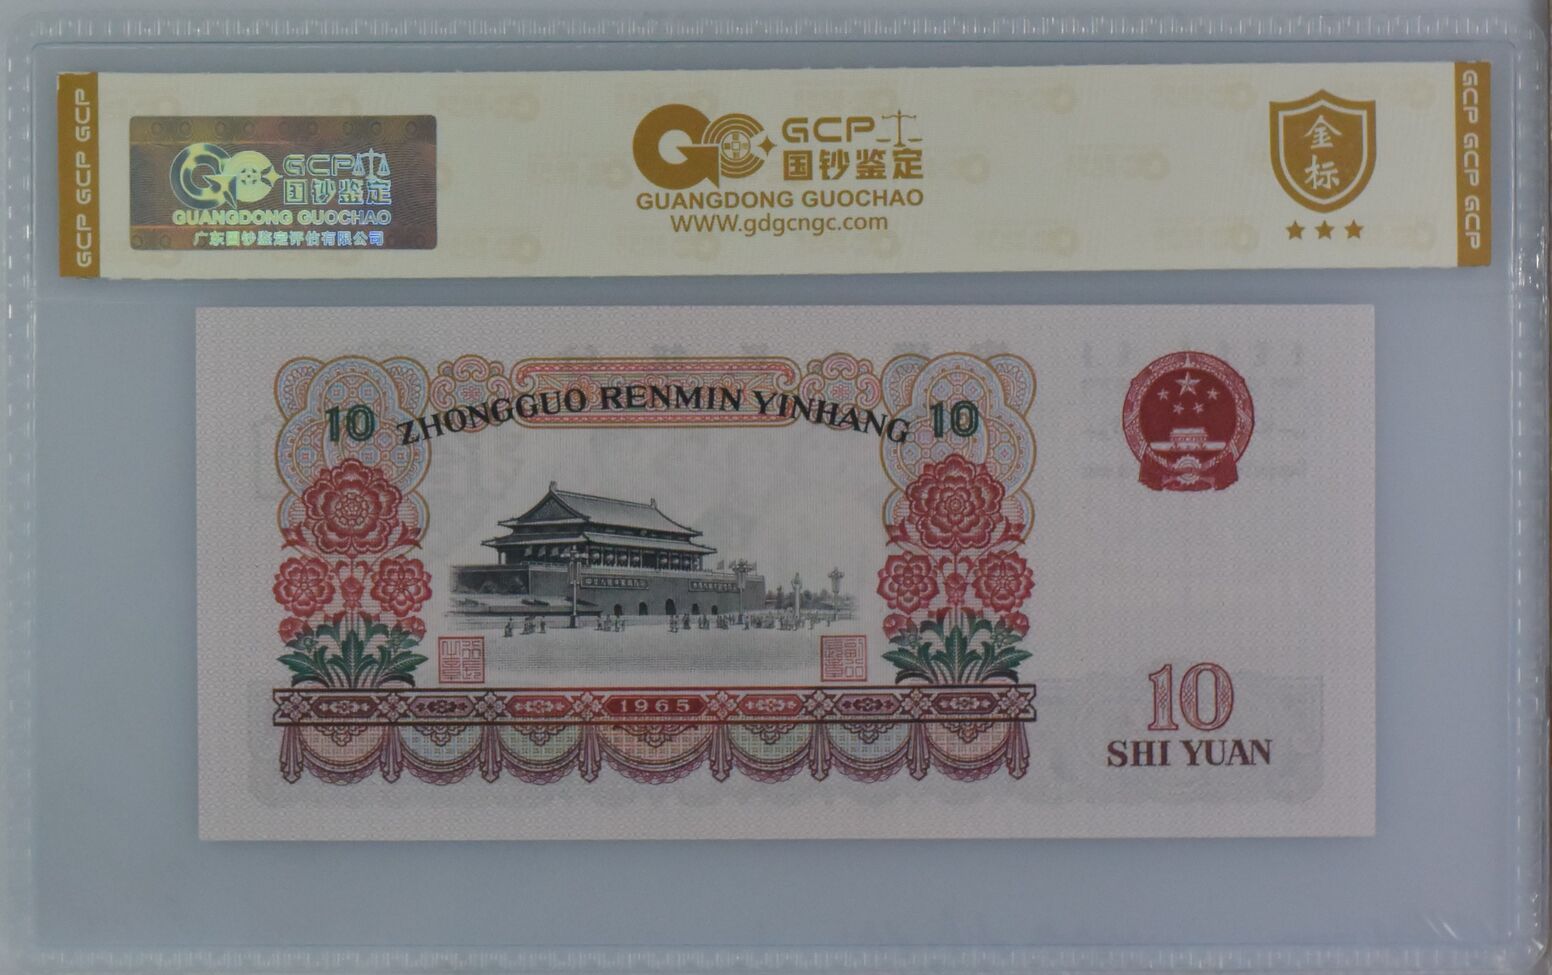 GCP GCP GCP
GCP
国钞鉴定
GUANGDONG GUOCHAO
广东国钞鉴定评估有限公司
GCP
国钞鉴定
GUANGDONG GUOCHAO
WWW.gdgcngc.com
金标
GCP GCP GCP
10 ZHONGGUO RENMIN YINHANG 10
1965
10
SHI YUAN